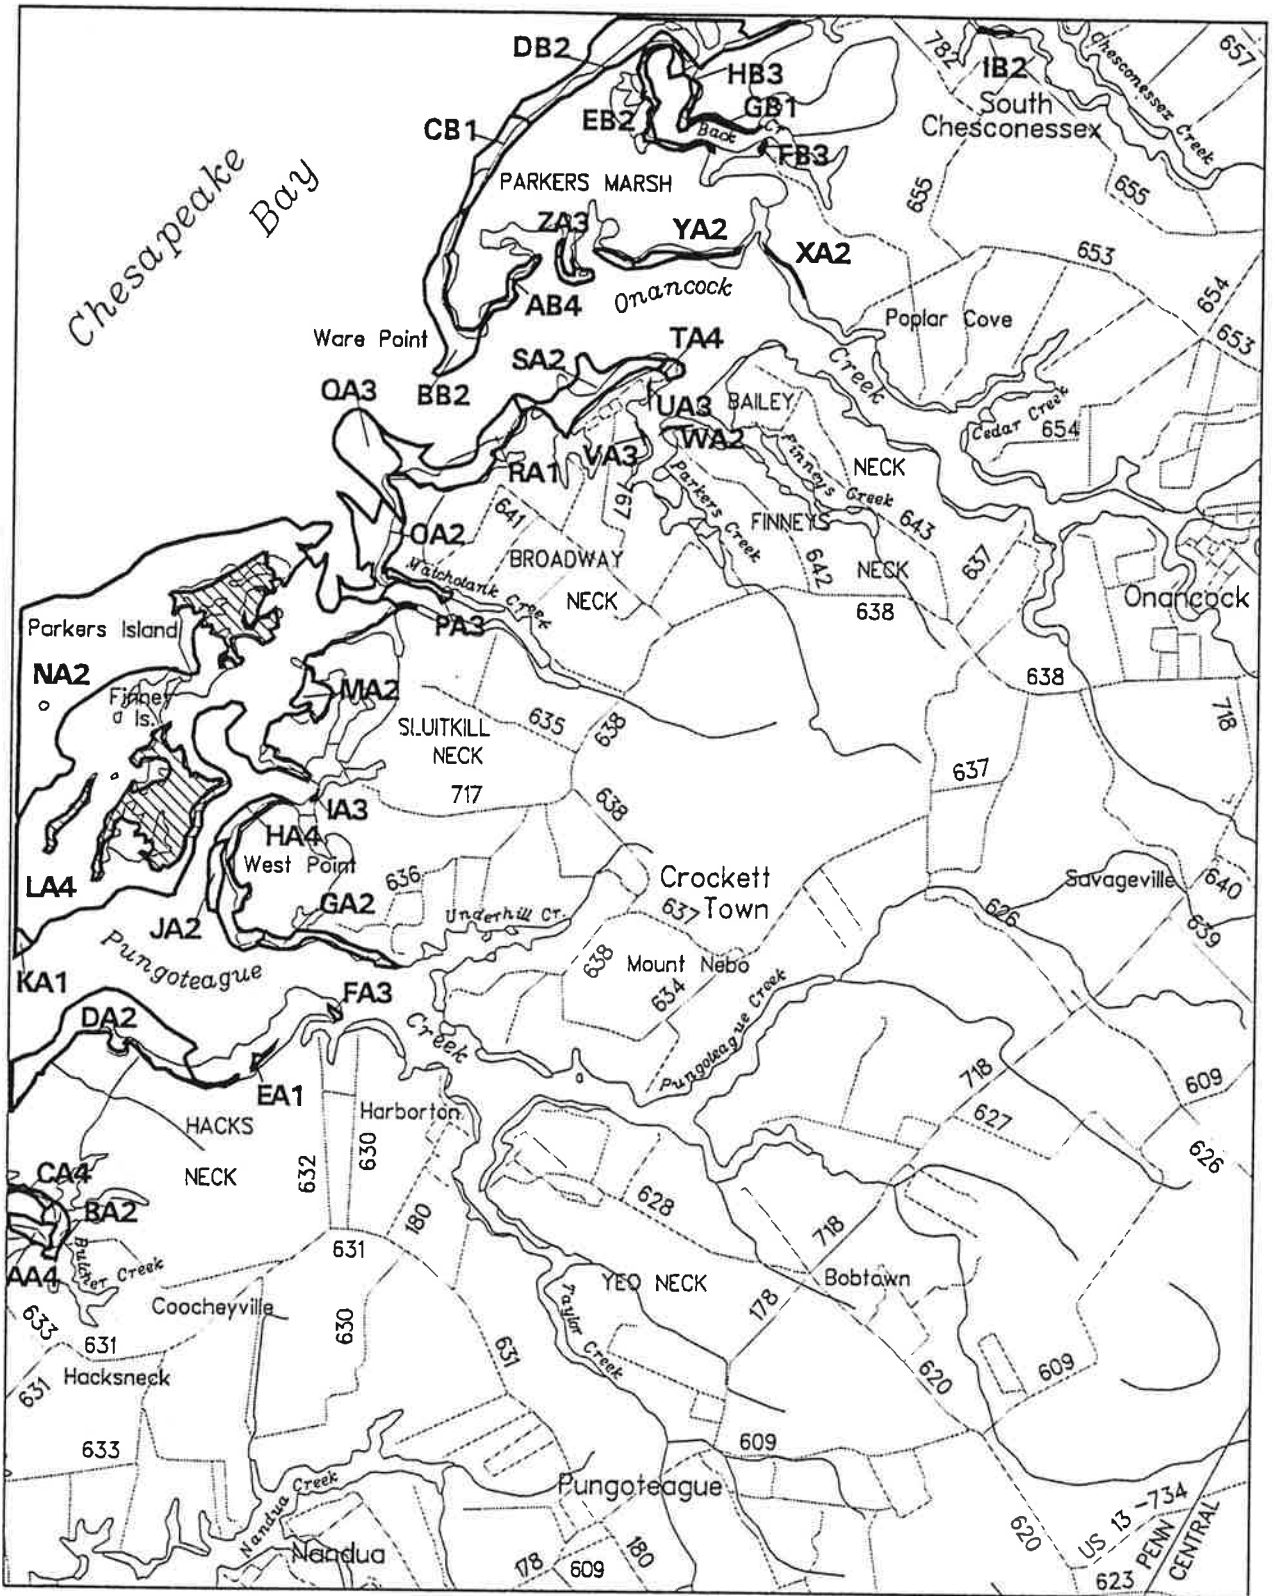 DB2
782
Chesconessex Creek
657
HB3
IB2
GB1
South
Chesconessex
CB1
EB2
Back Cr
FB3
Chesapeake
Bay
PARKERS MARSH
655
655
ZA3
YA2
XA2
653
654
653
AB4
Onancock
Creek
Poplar Cove
Ware Point
SA2
TA4
OA3
BB2
UA3
BAILEY
NECK
Cedar Creek
654
WA2
RA1
VA3
767
Finneys Creek
Parkers Creek
641
OA2
FINNEYS
NECK
643
642
637
BROADWAY
NECK
Matchotank Creek
638
Onancock
Parkers Island
PA3
638
NA2
Finney
Is.
MA2
718
SLUITKILL
NECK
635
638
637
717
638
IA3
HA4
West Point
636
Crockett
Town
LA4
Savageville
640
GA2
637
626
639
JA2
Underhill Cr.
638
Mount Nebo
634
Pungoteague
Creek
KA1
Pungoteague Creek
FA3
DA2
718
609
EA1
HACKS
NECK
Harborton
627
626
632
630
CA4
BA2
180
628
718
631
AA4
Butcher Creek
YEO NECK
Bobtown
Coocheyville
178
633
631
630
Taylor Creek
631
631
Hacksneck
620
609
633
609
Nandua Creek
Pungoteague
US 13-734
620
PENN
CENTRAL
Nandua
178
609
180
623